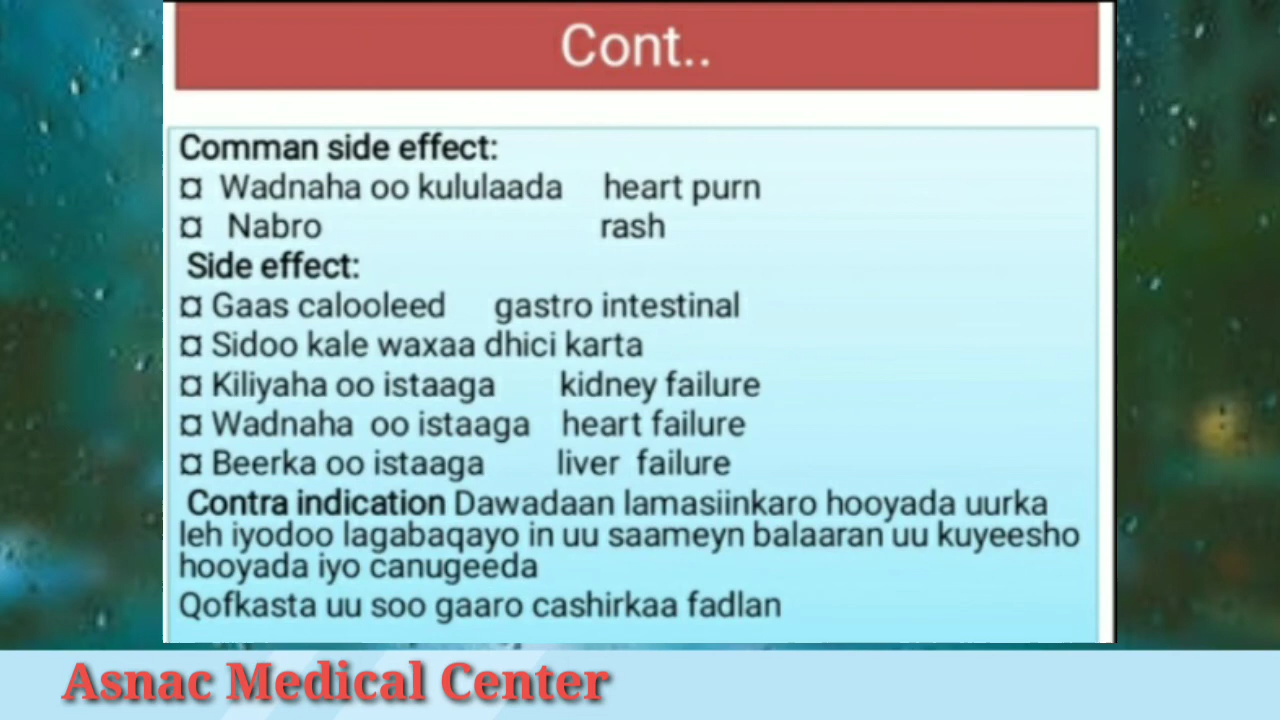 Cont..
Comman side effect:
¤ Wadnaha oo kululaada heart purn
¤ Nabro rash
Side effect:
¤ Gaas calooleed gastro intestinal
¤ Sidoo kale waxaa dhici karta
¤ Kiliyaha oo istaaga kidney failure
¤ Wadnaha oo istaaga heart failure
¤ Beerka oo istaaga liver failure
Contra indication Dawadaan lamasiinkaro hooyada uurka
leh iyodoo lagabaqayo in uu saameyn balaaran uu kuyeesho
hooyada iyo canugeeda
Qofkasta uu soo gaaro cashirkaa fadlan
Asnac Medical Center